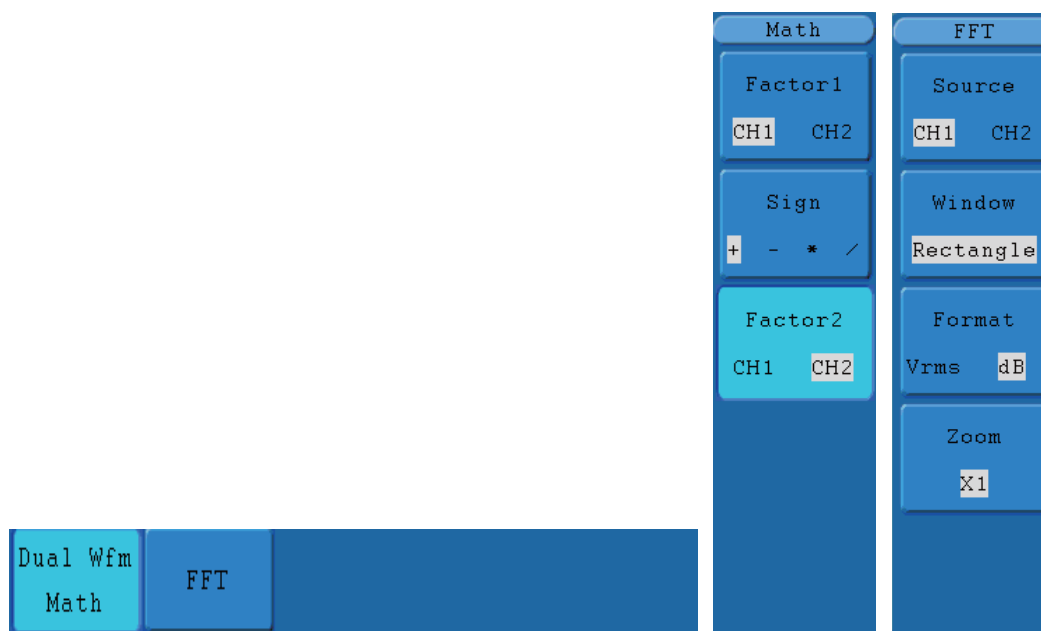 Math
Factor1
CH1 CH2
Sign
+ - * /
Factor2
CH1 CH2
FFT
Source
CH1 CH2
Window
Rectangle
Format
Vrms dB
Zoom
X1
Dual Wfm
Math
FFT